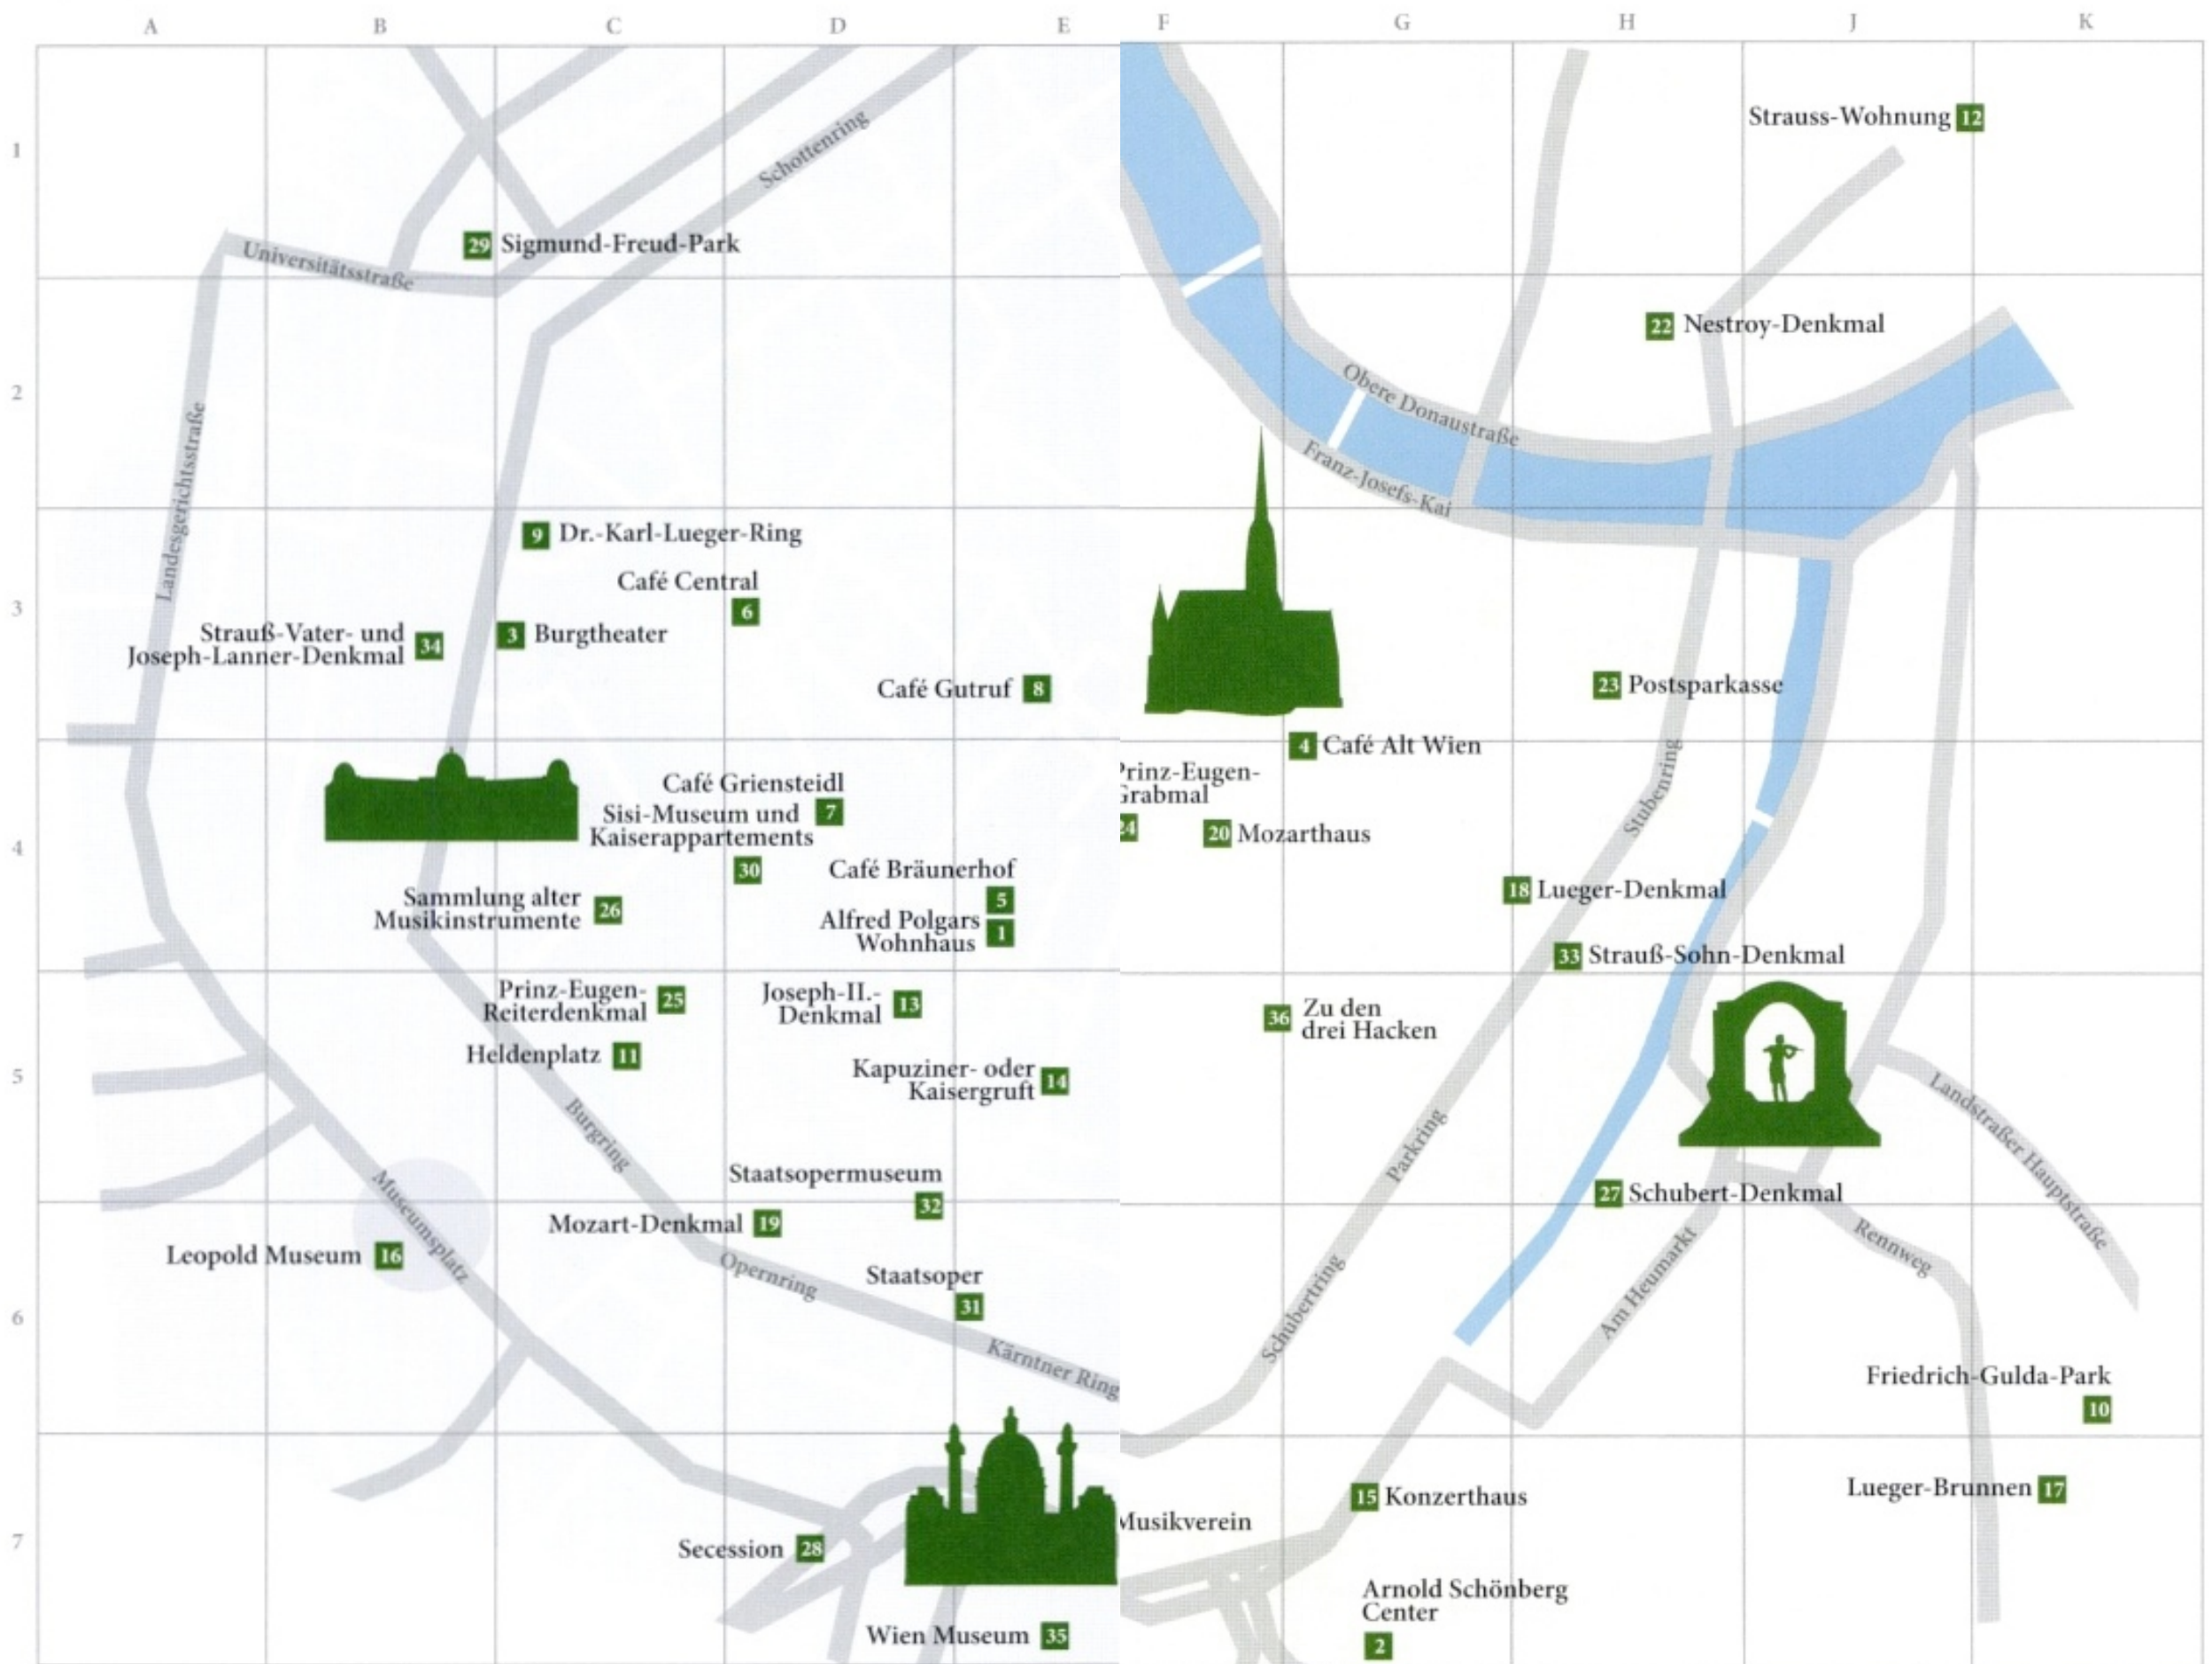 A B C D E F G H J K
1
2
3
4
5
6
7
Schottenring
Strauss-Wohnung 12
29 Sigmund-Freud-Park
Universitätsstraße
22 Nestroy-Denkmal
Obere Donaustraße
Franz-Josefs-Kai
Landesgerichtsstraße
9 Dr.-Karl-Lueger-Ring
Café Central
6
Strauß-Vater- und
Joseph-Lanner-Denkmal 34
3 Burgtheater
Café Gutruf 8
23 Postsparkasse
4 Café Alt Wien
Stubenring
Café Griensteidl
7
Sisi-Museum und
Kaiserappartements
30
Prinz-Eugen-
Grabmal
24
20 Mozarthaus
Café Bräunerhof
5
Sammlung alter
Musikinstrumente 26
Alfred Polgars
Wohnhaus 1
18 Lueger-Denkmal
33 Strauß-Sohn-Denkmal
Prinz-Eugen-
Reiterdenkmal 25
Joseph-II.-
Denkmal 13
36 Zu den
drei Hacken
Heldenplatz 11
Kapuziner- oder
Kaisergruft 14
Burgring
Parkring
Landstraßer Hauptstraße
Staatsopermuseum
32
27 Schubert-Denkmal
Museumsplatz
Mozart-Denkmal 19
Leopold Museum 16
Opernring
Staatsoper
31
Kärntner Ring
Schubertring
Am Heumarkt
Rennweg
Friedrich-Gulda-Park
10
15 Konzerthaus
Lueger-Brunnen 17
Musikverein
Secession 28
Arnold Schönberg
Center
2
Wien Museum 35